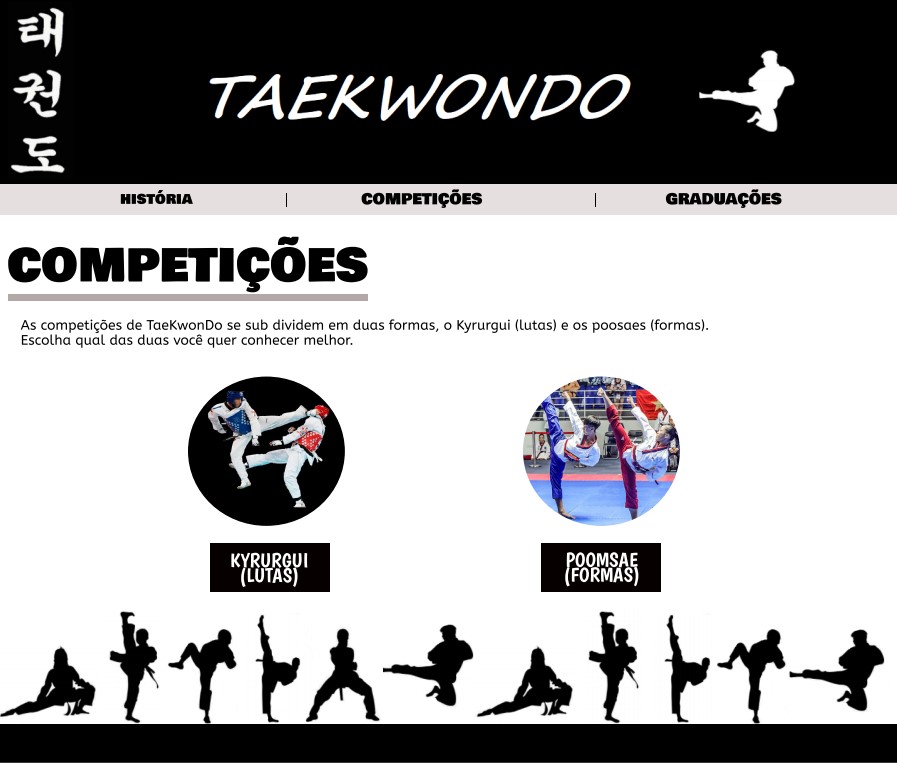 태
권
도
TAEKWONDO
HISTÓRIA | COMPETIÇÕES | GRADUAÇÕES
COMPETIÇÕES
As competições de TaeKwonDo se sub dividem em duas formas, o Kyrurgui (lutas) e os poosaes (formas).
Escolha qual das duas você quer conhecer melhor.
KYRURGUI
(LUTAS)
POOMSAE
(FORMAS)